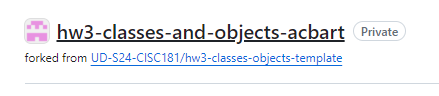 hw3-classes-and-objects-acbart Private
forked from UD-S24-CISC181/hw3-classes-objects-template